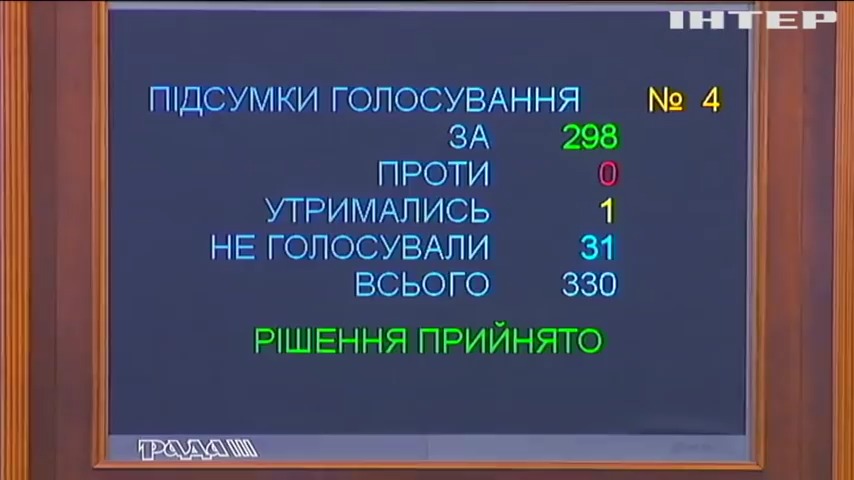 ІНТЕР
ПІДСУМКИ ГОЛОСУВАННЯ № 4
ЗА 298
ПРОТИ 0
УТРИМАЛИСЬ 1
НЕ ГОЛОСУВАЛИ 31
ВСЬОГО 330
РІШЕННЯ ПРИЙНЯТО
РАДА